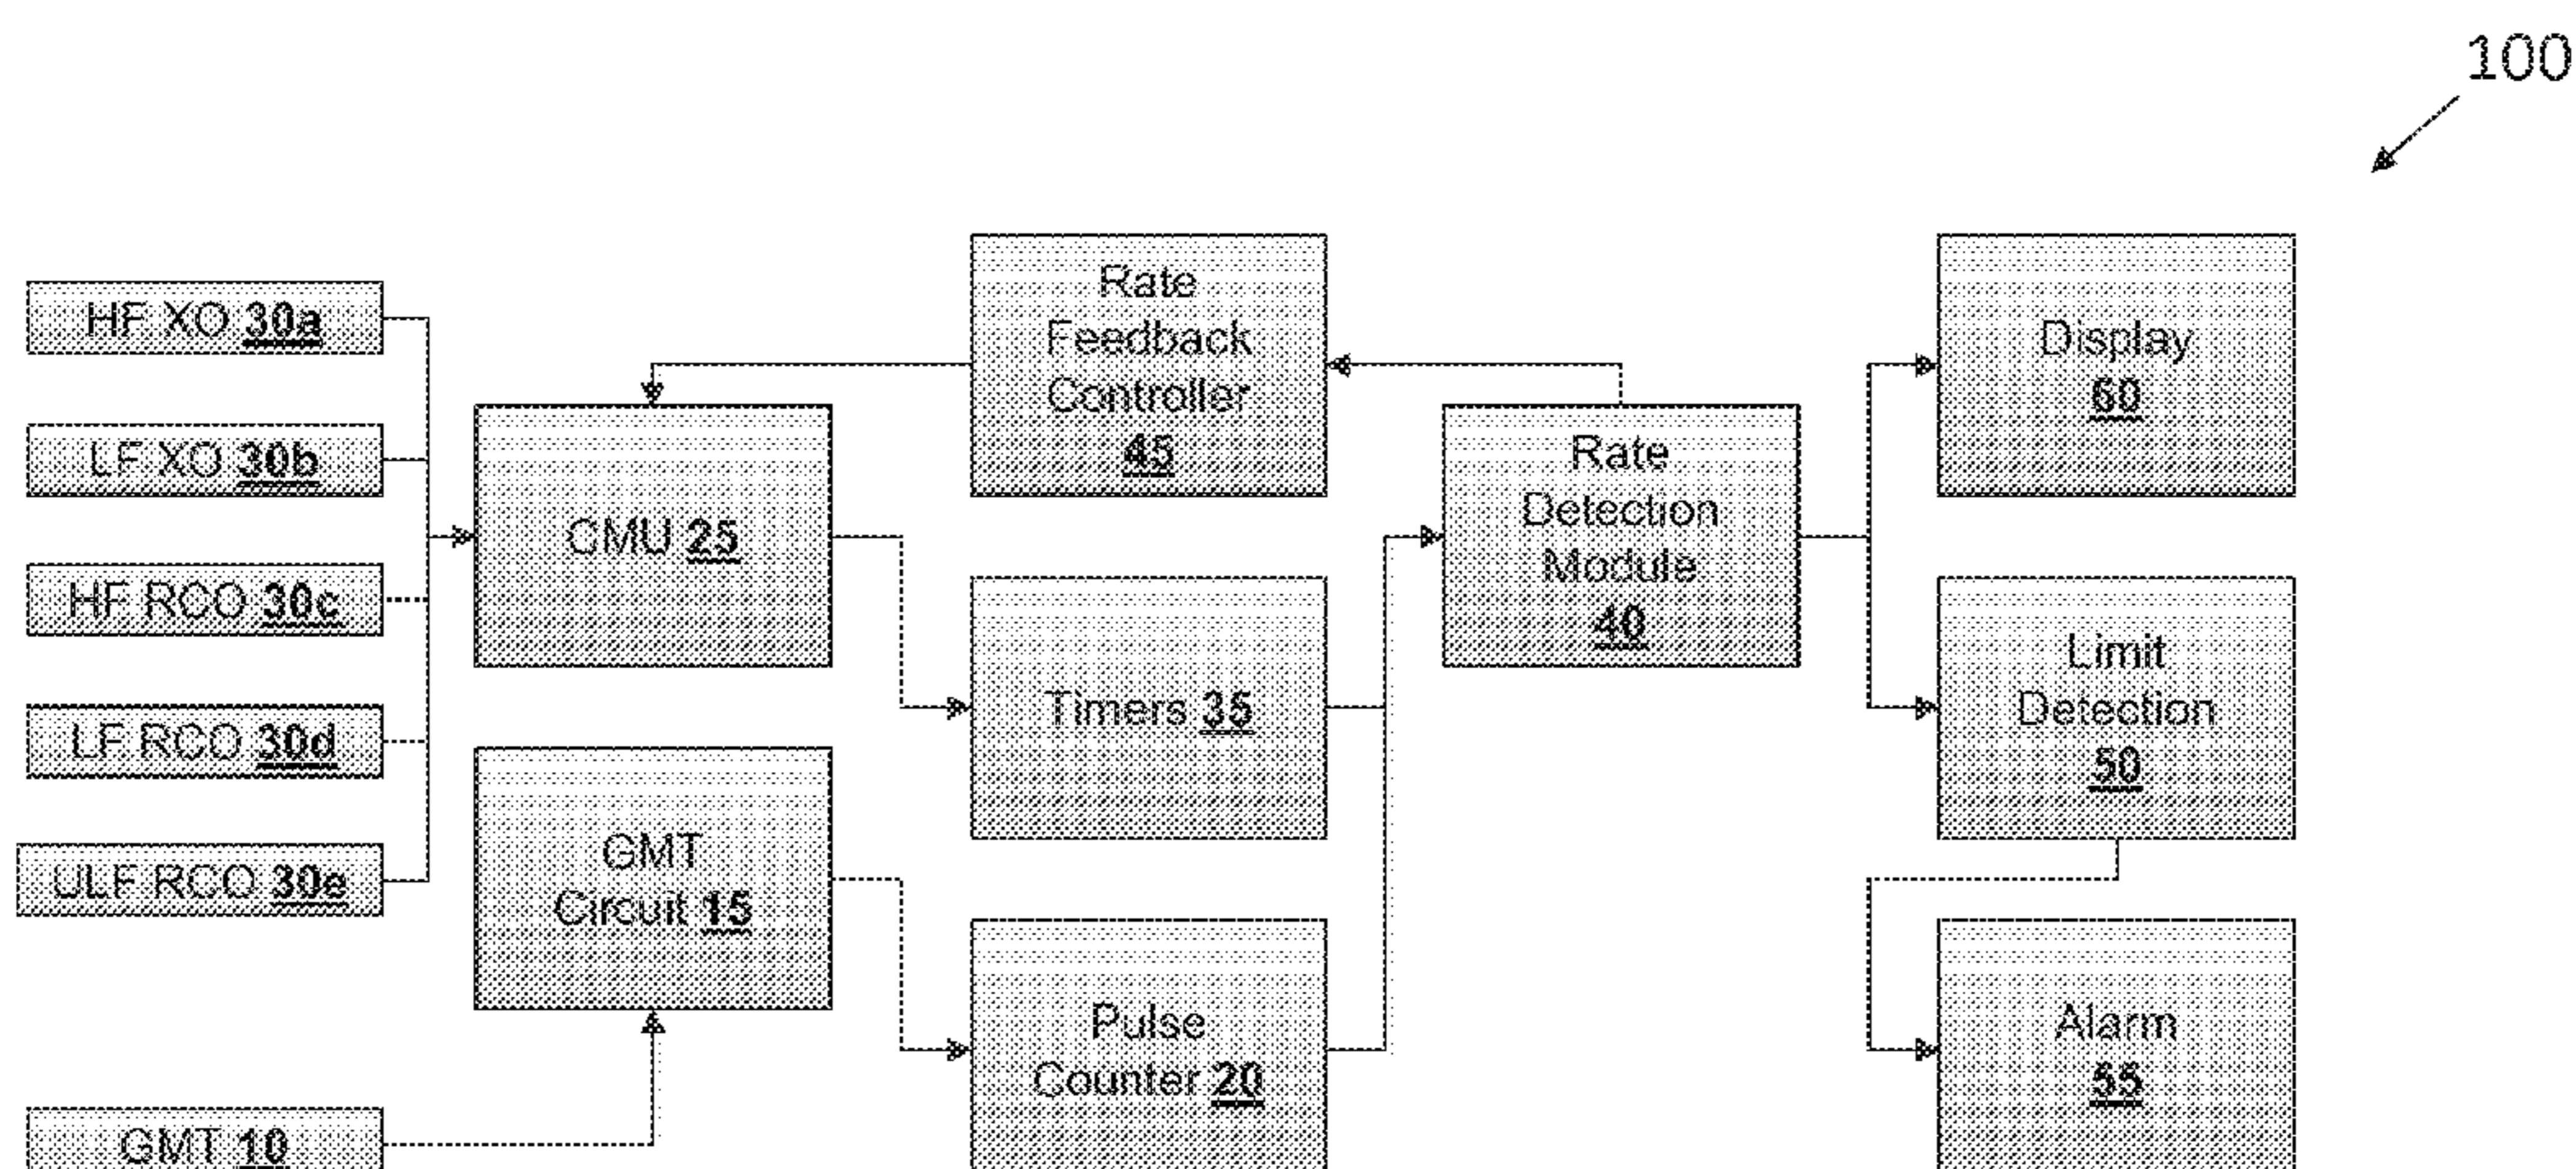 100
HF XO 30a
LF XO 30b
HF RCO 30c
LF RCO 30d
ULF RCO 30e
GMT 10
CMU 25
GMT
Circuit 15
Rate
Feedback
Controller
45
Timers 35
Pulse
Counter 20
Rate
Detection
Module
40
Display
60
Limit
Detection
50
Alarm
55